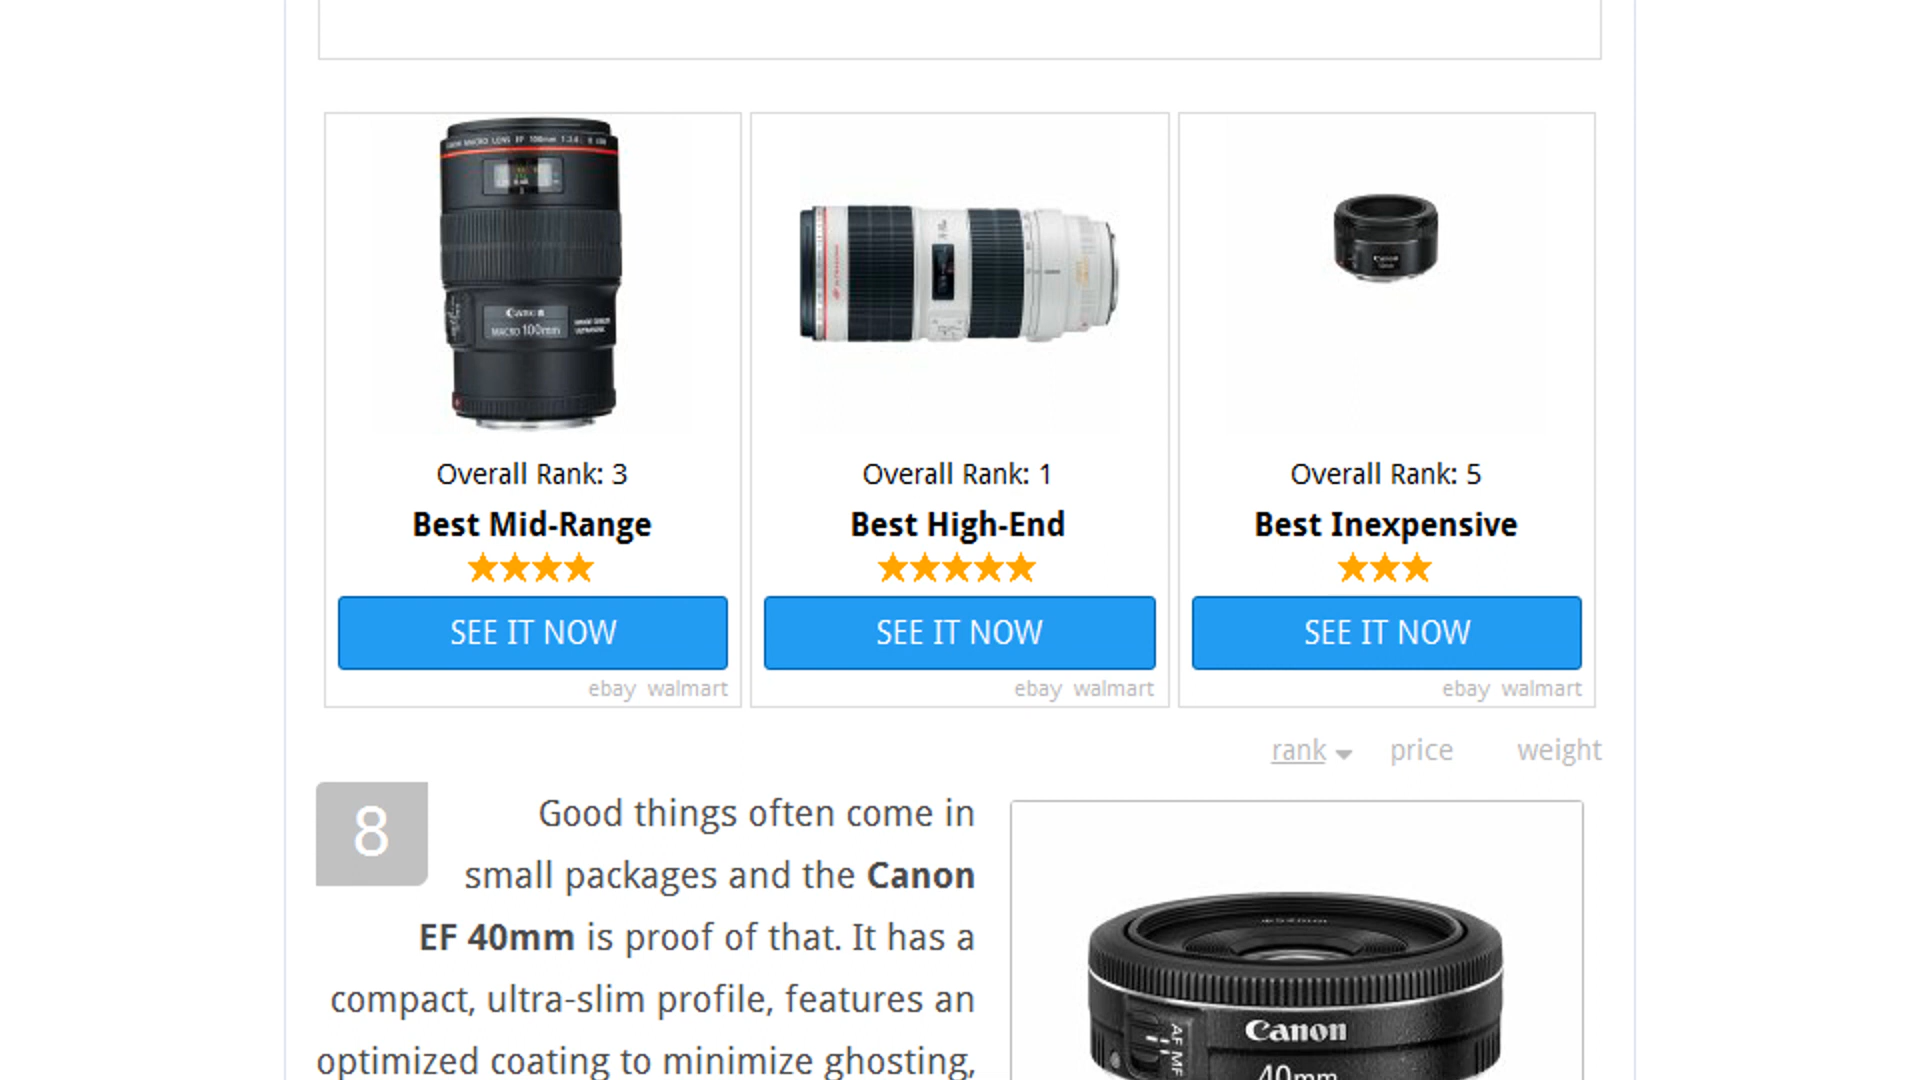 Canon
MACRO 100mm
Canon
Overall Rank: 3
Best Mid-Range
SEE IT NOW
ebay walmart
Overall Rank: 1
Best High-End
SEE IT NOW
ebay walmart
Overall Rank: 5
Best Inexpensive
SEE IT NOW
ebay walmart
rank price weight
8
Good things often come in
small packages and the Canon
EF 40mm is proof of that. It has a
compact, ultra-slim profile, features an
optimized coating to minimize ghosting,
AF MF
Canon
40mm